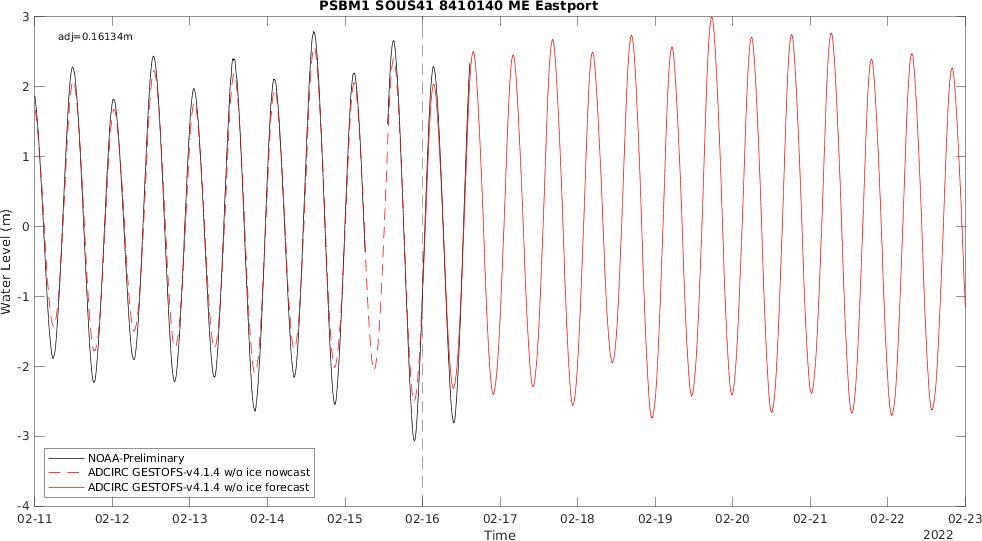 PSBM1 SOUS41 8410140 ME Eastport
adj=0.16134m
3
2
1
0
-1
-2
-3
-4
Water Level (m)
NOAA-Preliminary
ADCIRC GESTOFS-v4.1.4 w/o ice nowcast
ADCIRC GESTOFS-v4.1.4 w/o ice forecast
02-11 02-12 02-13 02-14 02-15 02-16 02-17 02-18 02-19 02-20 02-21 02-22 02-23
Time
2022